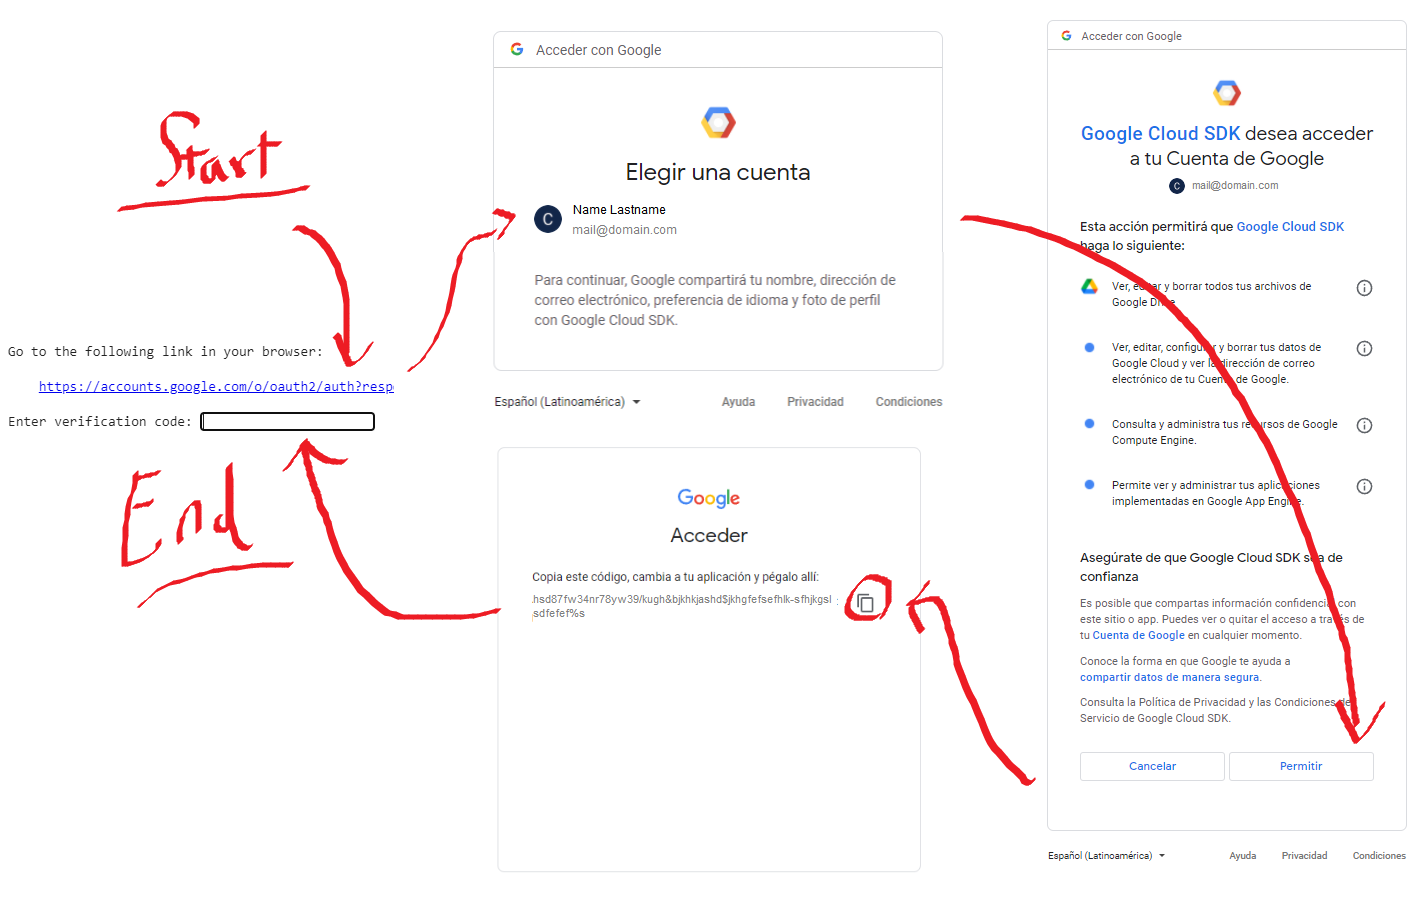 Start
Go to the following link in your browser:
https://accounts.google.com/o/oauth2/auth?resp
Enter verification code:
End
Acceder con Google
Elegir una cuenta
C
Name Lastname
mail@domain.com
Para continuar, Google compartirá tu nombre, dirección de
correo electrónico, preferencia de idioma y foto de perfil
con Google Cloud SDK.
Español (Latinoamérica)
Ayuda
Privacidad
Condiciones
Acceder con Google
Google Cloud SDK desea acceder
a tu Cuenta de Google
C
mail@domain.com
Esta acción permitirá que Google Cloud SDK
haga lo siguiente:
Ver, editar y borrar todos tus archivos de
Google Drive.
Ver, editar, configurar y borrar tus datos de
Google Cloud y ver la dirección de correo
electrónico de tu Cuenta de Google.
Consulta y administra tus recursos de Google
Compute Engine.
Permite ver y administrar tus aplicaciones
implementadas en Google App Engine.
Asegúrate de que Google Cloud SDK sea de
confianza
Es posible que compartas información confidencial con
este sitio o app. Puedes ver o quitar el acceso a través de
tu Cuenta de Google en cualquier momento.
Conoce la forma en que Google te ayuda a
compartir datos de manera segura.
Consulta la Política de Privacidad y las Condiciones de
Servicio de Google Cloud SDK.
Cancelar
Permitir
Español (Latinoamérica)
Ayuda
Privacidad
Condiciones
Google
Acceder
Copia este código, cambia a tu aplicación y pégalo allí:
.hsd87fw34nr78yw39/kugh&bjkhkjashd$jkhgfefsefhlk-sfhjkgsl
sdfefef%s